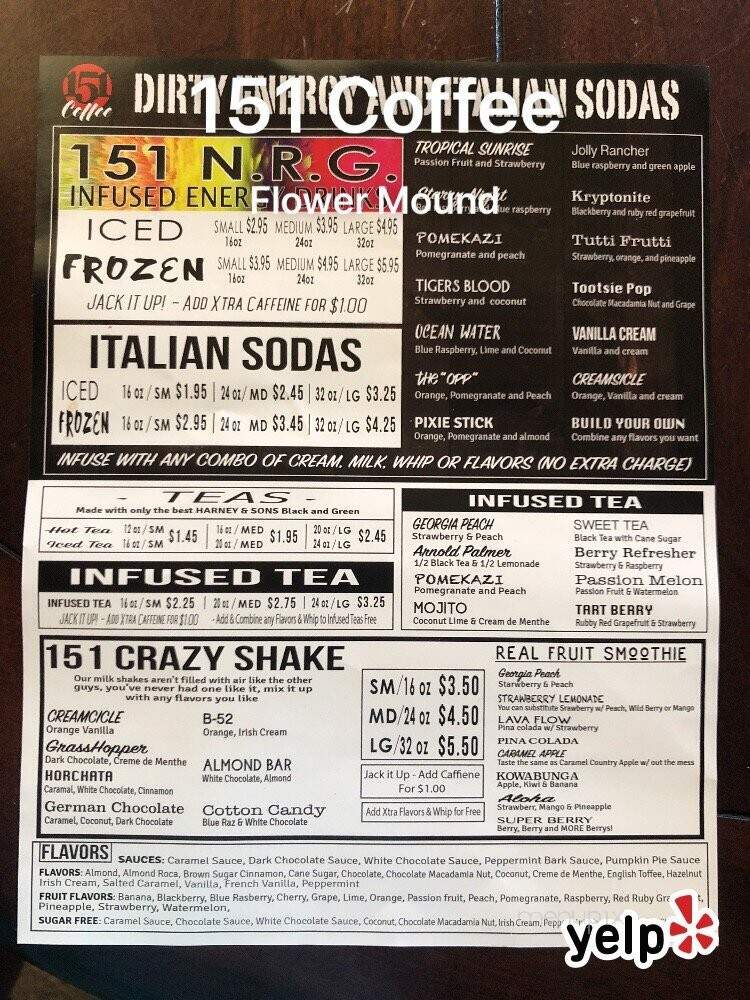 151 Coffee
DIRTY ENERGY AND ITALIAN SODAS
151 Coffee
Flower Mound
151 N.R.G.
INFUSED ENERGY DRINKS
ICED SMALL $2.95 MEDIUM $3.95 LARGE $4.95
16oz 24oz 32oz
FROZEN SMALL $3.95 MEDIUM $4.95 LARGE $5.95
16oz 24oz 32oz
JACK IT UP! - ADD XTRA CAFFEINE FOR $1.00
ITALIAN SODAS
ICED 16 oz / SM $1.95 | 24 oz / MD $2.45 | 32 oz / LG $3.25
FROZEN 16 oz / SM $2.95 | 24 oz MD $3.45 | 32 oz / LG $4.25
TROPICAL SUNRISE
Passion Fruit and Strawberry
Starry Night
blue raspberry
POMEKAZI
Pomegranate and peach
TIGERS BLOOD
Strawberry and coconut
OCEAN WATER
Blue Raspberry, Lime and Coconut
THE "OPP"
Orange, Pomegranate and Peach
PIXIE STICK
Orange, Pomegranate and almond
Jolly Rancher
Blue raspberry and green apple
Kryptonite
Blackberry and ruby red grapefruit
Tutti Frutti
Strawberry, orange, and pineapple
Tootsie Pop
Chocolate Macadamia Nut and Grape
VANILLA CREAM
Vanilla and cream
CREAMSICLE
Orange, Vanilla and cream
BUILD YOUR OWN
Combine any flavors you want
INFUSE WITH ANY COMBO OF CREAM, MILK, WHIP OR FLAVORS (NO EXTRA CHARGE)
- TEAS -
Made with only the best HARNEY & SONS Black and Green
Hot Tea 12 oz / SM $1.45 | 16 oz / MED $1.95 | 20 oz / LG $2.45
Iced Tea 16 oz / SM | 20 oz / MED | 24 oz / LG
INFUSED TEA
INFUSED TEA 16 oz / SM $2.25 | 20 oz / MED $2.75 | 24 oz / LG $3.25
JACK IT UP! - ADD XTRA CAFFEINE FOR $1.00 - Add & Combine any Flavors & Whip to Infused Teas Free
INFUSED TEA
GEORGIA PEACH
Strawberry & Peach
Arnold Palmer
1/2 Black Tea & 1/2 Lemonade
POMEKAZI
Pomegranate and Peach
MOJITO
Coconut Lime & Creme de Menthe
SWEET TEA
Black Tea with Cane Sugar
Berry Refresher
Strawberry & Raspberry
Passion Melon
Passion Fruit & Watermelon
TART BERRY
Rubby Red Grapefruit & Strawberry
151 CRAZY SHAKE
Our milk shakes aren't filled with air like the other
guys, you've never had one like it, mix it up
with any flavors you like
CREAMCICLE
Orange Vanilla
GrassHopper
Dark Chocolate, Creme de Menthe
HORCHATA
Caramal, White Chocolate, Cinnamon
German Chocolate
Caramel, Coconut, Dark Chocolate
B-52
Orange, Irish Cream
ALMOND BAR
White Chocolate, Almond
Cotton Candy
Blue Raz & White Chocolate
SM/16 oz $3.50
MD/24 oz $4.50
LG/32 oz $5.50
Jack it Up - Add Caffiene
For $1.00
Add Xtra Flavors & Whip for Free
REAL FRUIT SMOOTHIE
Georgia Peach
Starwberry & Peach
STRAWBERRY LEMONADE
You can substitute Srawberry w/ Peach, Wild Berry or Mango
LAVA FLOW
Pina colada w/ Strawberry
PINA COLADA
CARAMEL APPLE
Taste the same as Caramel Country Apple w/ out the mess
KOWABUNGA
Apple, Kiwi & Banana
Aloha
Strawberr, Mango & Pineapple
SUPER BERRY
Berry, Berry and MORE Berrys!
FLAVORS
SAUCES: Caramel Sauce, Dark Chocolate Sauce, White Chocolate Sauce, Peppermint Bark Sauce, Pumpkin Pie Sauce
FLAVORS: Almond, Almond Roca, Brown Sugar Cinnamon, Cane Sugar, Chocolate, Chocolate Macadamia Nut, Coconut, Creme de Menthe, English Toffee, Hazelnut
Irish Cream, Salted Caramel, Vanilla, French Vanilla, Peppermint
FRUIT FLAVORS: Banana, Blackberry, Blue Rasberry, Cherry, Grape, Lime, Orange, Passion fruit, Peach, Pomegranate, Raspberry, Red Ruby
Pineapple, Strawberry, Watermelon,
SUGAR FREE: Caramel Sauce, Chocolate Sauce, White Chocolate Sauce, Coconut, Chocolate Macadamia Nut, Irish Cream,
yelp